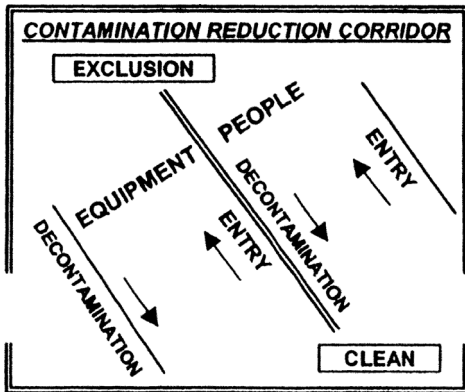 CONTAMINATION REDUCTION CORRIDOR
EXCLUSION
PEOPLE
ENTRY
EQUIPMENT
DECONTAMINATION
ENTRY
DECONTAMINATION
CLEAN